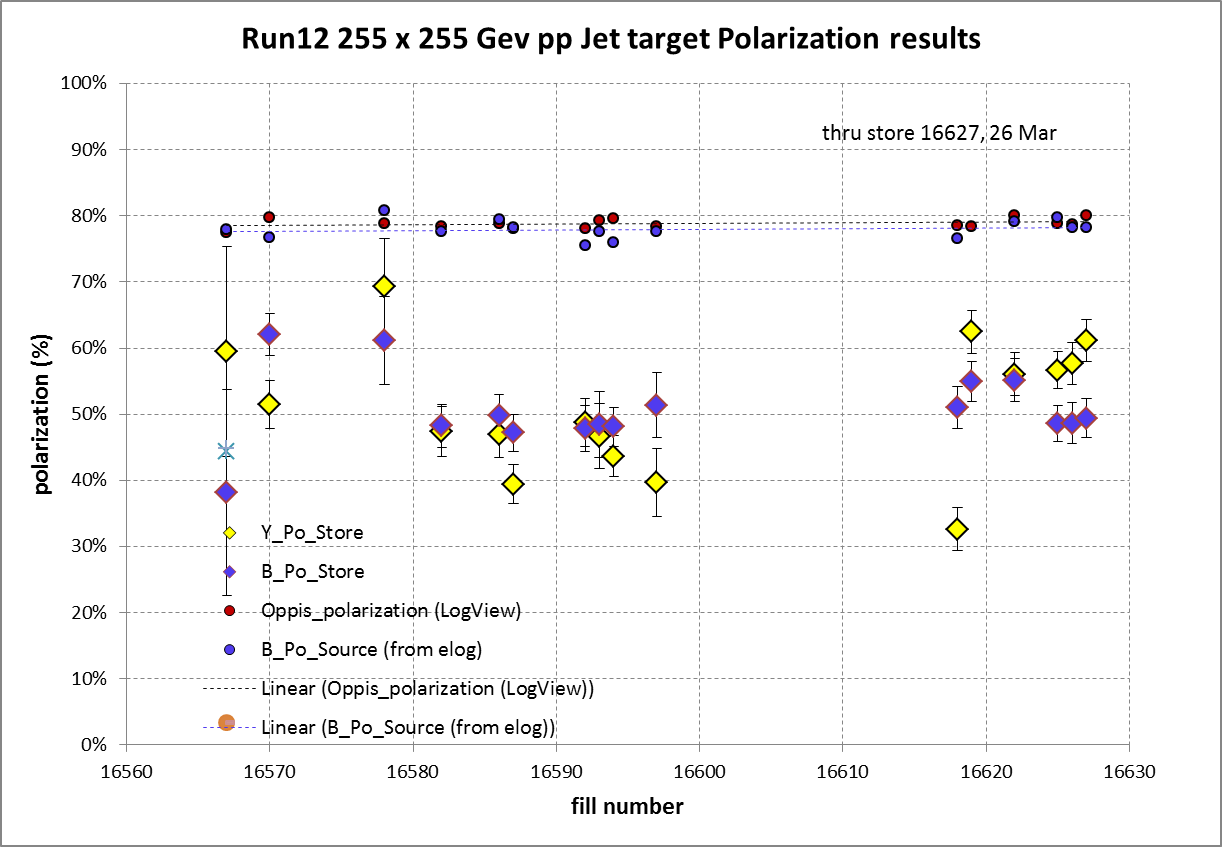 Run12 255 x 255 Gev pp Jet target Polarization results
100%
90%
80%
70%
60%
50%
40%
30%
20%
10%
0%
polarization (%)
thru store 16627, 26 Mar
Y_Po_Store
B_Po_Store
Oppis_polarization (LogView)
B_Po_Source (from elog)
Linear (Oppis_polarization (LogView))
Linear (B_Po_Source (from elog))
16560 16570 16580 16590 16600 16610 16620 16630
fill number